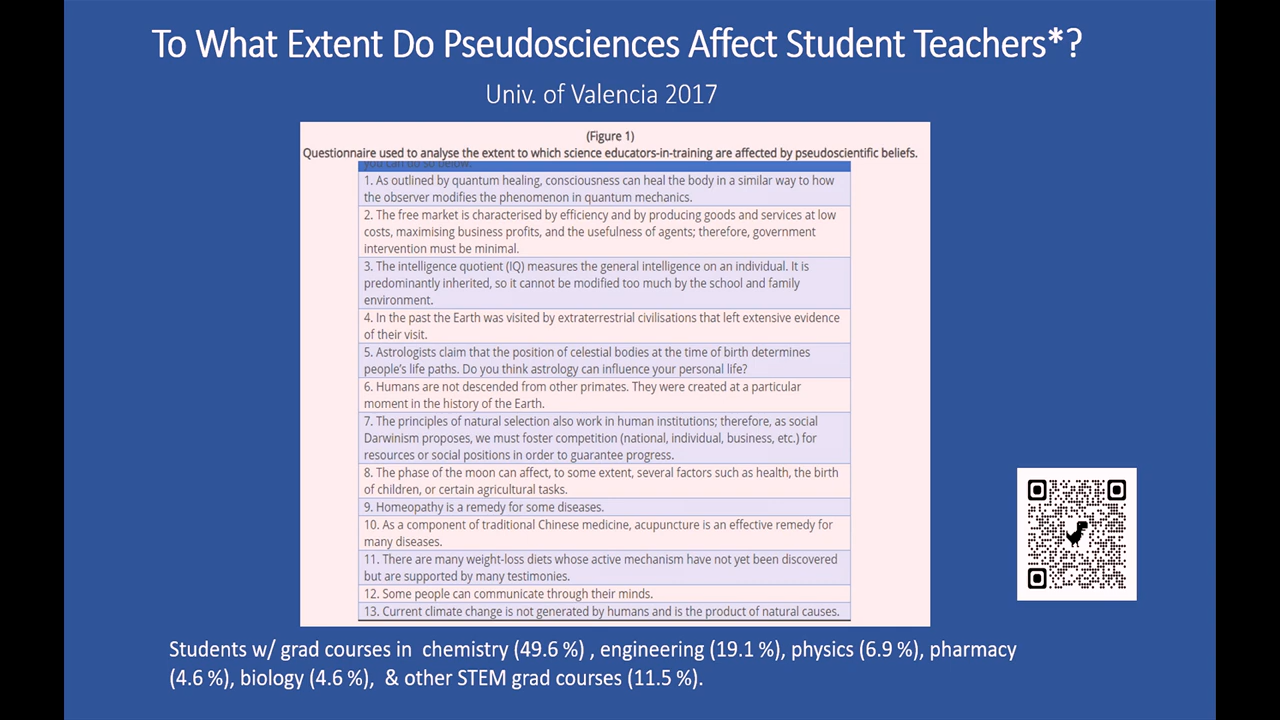 To What Extent Do Pseudosciences Affect Student Teachers*?
Univ. of Valencia 2017
(Figure 1)
Questionnaire used to analyse the extent to which science educators-in-training are affected by pseudoscientific beliefs.
you can do so below.
1. As outlined by quantum healing, consciousness can heal the body in a similar way to how
the observer modifies the phenomenon in quantum mechanics.
2. The free market is characterised by efficiency and by producing goods and services at low
costs, maximising business profits, and the usefulness of agents; therefore, government
intervention must be minimal.
3. The intelligence quotient (IQ) measures the general intelligence on an individual. It is
predominantly inherited, so it cannot be modified too much by the school and family
environment.
4. In the past the Earth was visited by extraterrestrial civilisations that left extensive evidence
of their visit.
5. Astrologists claim that the position of celestial bodies at the time of birth determines
people's life paths. Do you think astrology can influence your personal life?
6. Humans are not descended from other primates. They were created at a particular
moment in the history of the Earth.
7. The principles of natural selection also work in human institutions; therefore, as social
Darwinism proposes, we must foster competition (national, individual, business, etc.) for
resources or social positions in order to guarantee progress.
8. The phase of the moon can affect, to some extent, several factors such as health, the birth
of children, or certain agricultural tasks.
9. Homeopathy is a remedy for some diseases.
10. As a component of traditional Chinese medicine, acupuncture is an effective remedy for
many diseases.
11. There are many weight-loss diets whose active mechanism have not yet been discovered
but are supported by many testimonies.
12. Some people can communicate through their minds.
13. Current climate change is not generated by humans and is the product of natural causes.
Students w/ grad courses in  chemistry (49.6 %) , engineering (19.1 %), physics (6.9 %), pharmacy
(4.6 %), biology (4.6 %),  & other STEM grad courses (11.5 %).